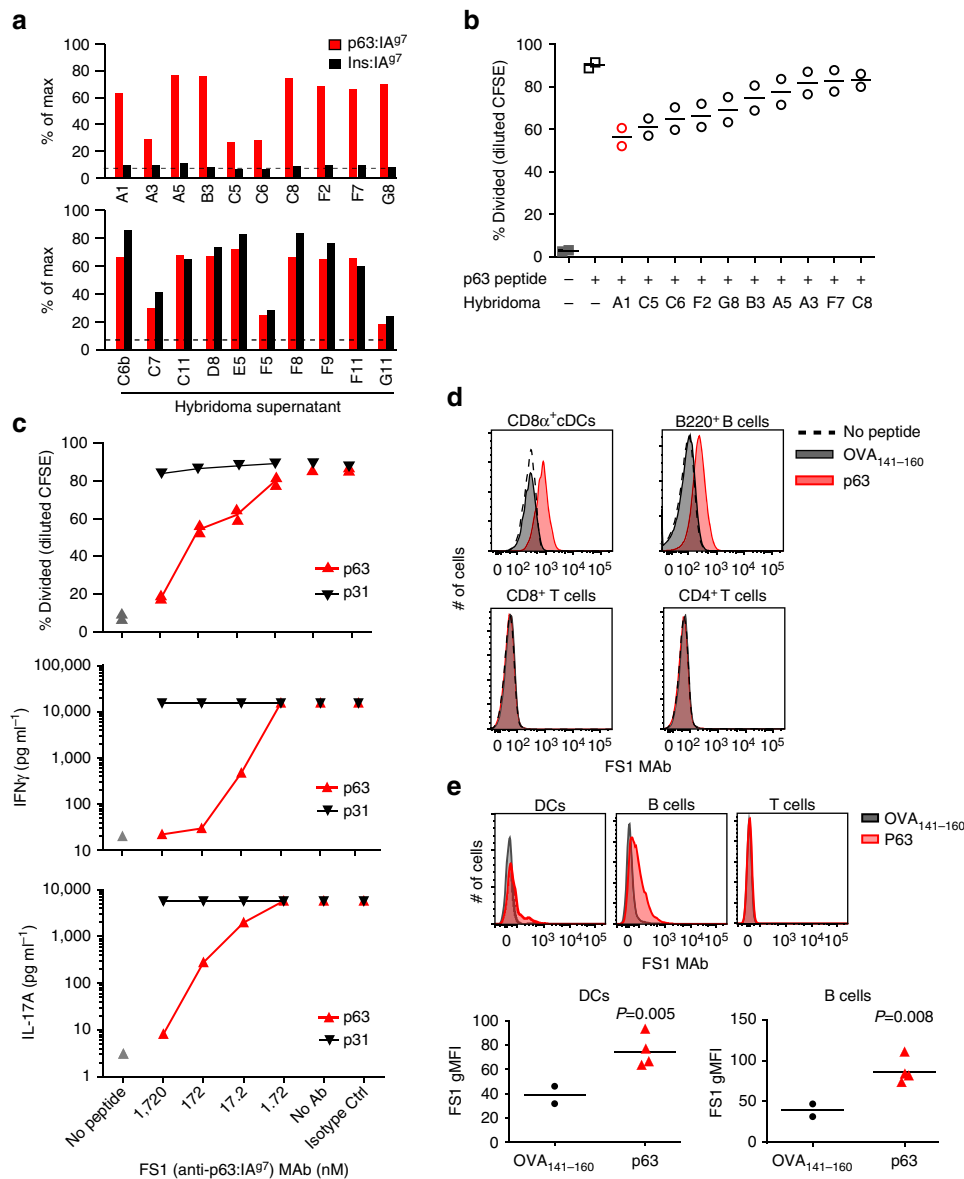 a
p63:IAg7
Ins:IAg7
% of max
100
80
60
40
20
0
A1 A3 A5 B3 C5 C6 C8 F2 F7 G8
% of max
100
80
60
40
20
0
C6b C7 C11 D8 E5 F5 F8 F9 F11 G11
Hybridoma supernatant
b
% Divided (diluted CFSE)
100
80
60
40
20
0
p63 peptide – + + + + + + + + + + +
Hybridoma – – A1 C5 C6 F2 G8 B3 A5 A3 F7 C8
c
% Divided (diluted CFSE)
100
80
60
40
20
0
p63
p31
IFNγ (pg ml−1)
100,000
10,000
1,000
100
10
p63
p31
IL-17A (pg ml−1)
10,000
1,000
100
10
1
p63
p31
No peptide 1,720 172 17.2 1.72 No Ab Isotype Ctrl
FS1 (anti-p63:IAg7) MAb (nM)
d
CD8α+cDCs
B220+ B cells
No peptide
OVA141–160
p63
# of cells
0 102 103 104 105
0 102 103 104 105
CD8+ T cells
CD4+ T cells
0 102 103 104 105
0 102 103 104 105
FS1 MAb
e
DCs
B cells
T cells
OVA141–160
P63
# of cells
0 103 104 105
0 103 104 105
0 103 104 105
FS1 MAb
DCs
P=0.005
FS1 gMFI
100
80
60
40
20
0
OVA141–160 p63
B cells
P=0.008
FS1 gMFI
150
100
50
0
OVA141–160 p63